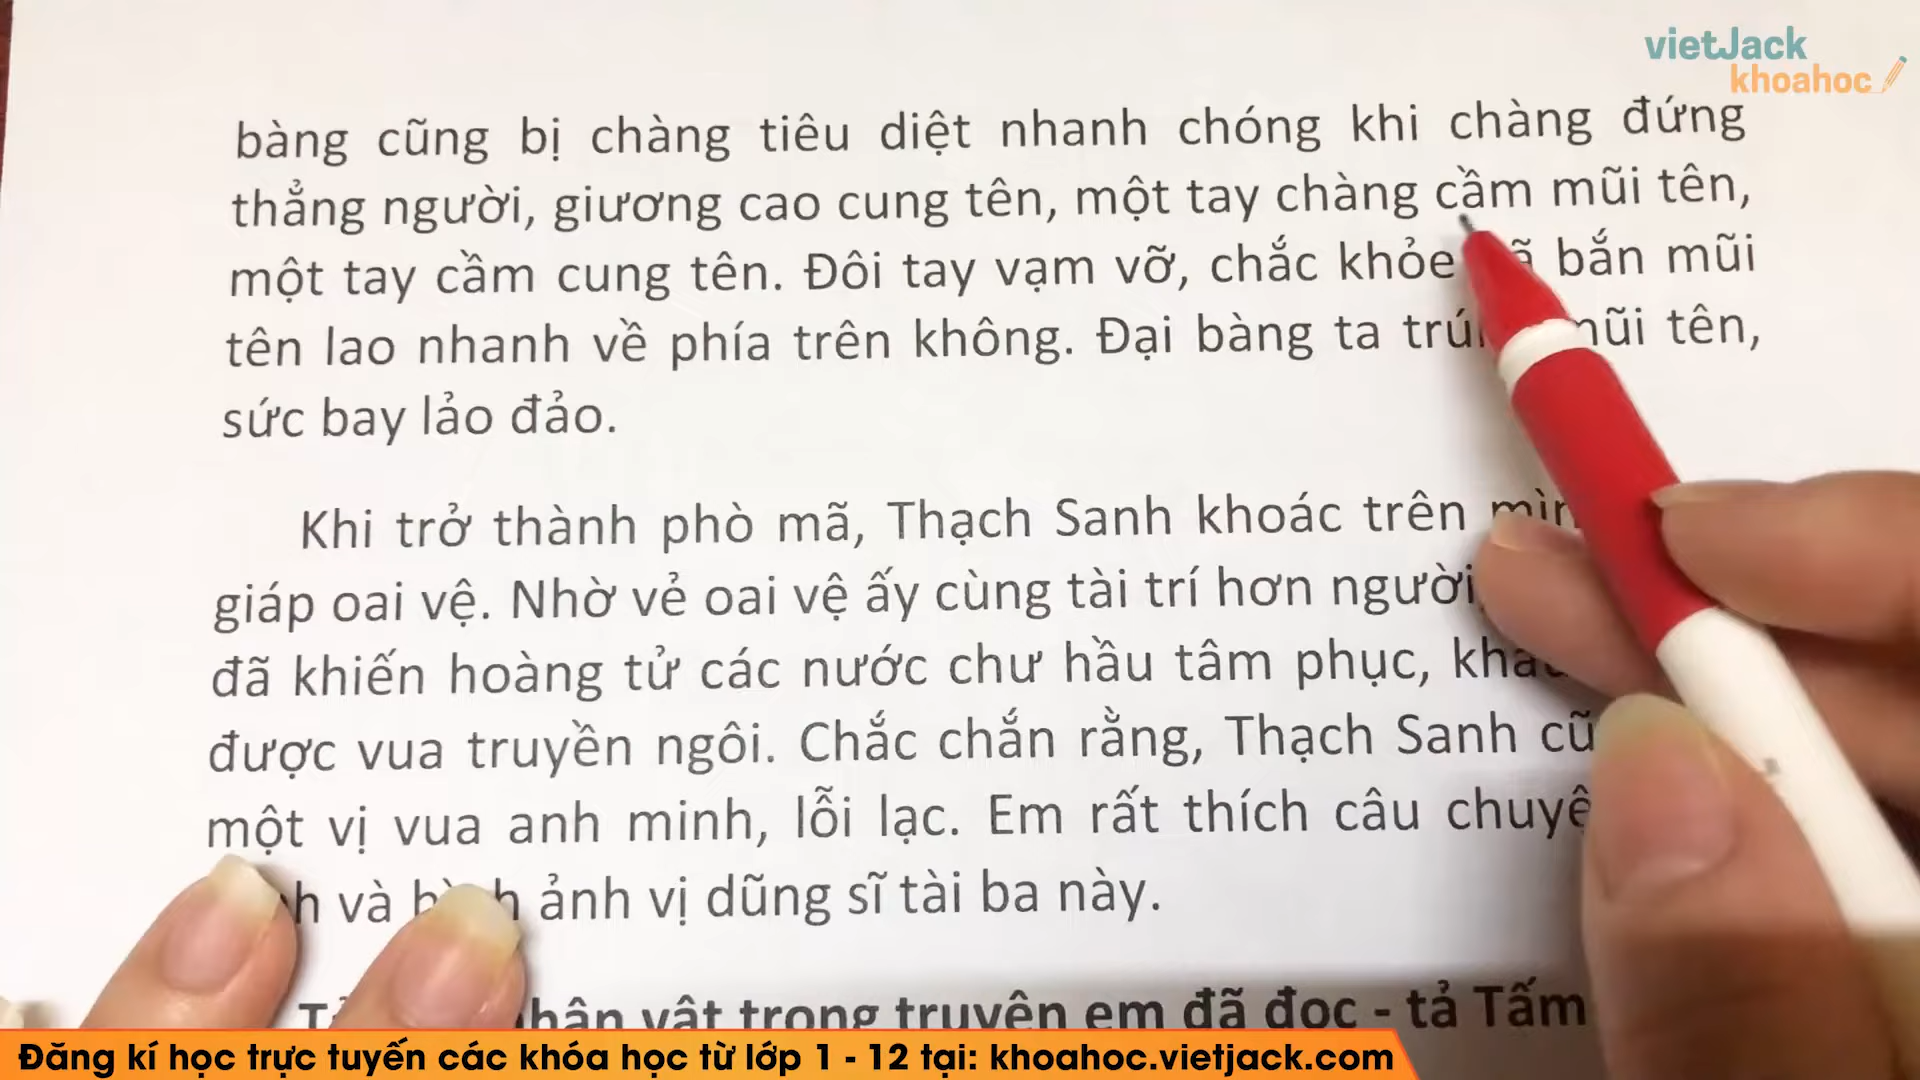 vietJack
khoahoc
bàng cũng bị chàng tiêu diệt nhanh chóng khi chàng đứng
thẳng người, giương cao cung tên, một tay chàng cầm mũi tên,
một tay cầm cung tên. Đôi tay vạm vỡ, chắc khỏe bắn mũi
tên lao nhanh về phía trên không. Đại bàng ta mũi tên,
sức bay lảo đảo.
Khi trở thành phò mã, Thạch Sanh khoác trên
giáp oai vệ. Nhờ vẻ oai vệ ấy cùng tài trí hơn người,
đã khiến hoàng tử các nước chư hầu tâm phục,
được vua truyền ngôi. Chắc chắn rằng, Thạch Sanh
một vị vua anh minh, lỗi lạc. Em rất thích câu
và ảnh vị dũng sĩ tài ba này.
vật trong truyện em đã đọc - tả Tấm
Đăng kí học trực tuyến các khóa học từ lớp 1 - 12 tại: khoahoc.vietjack.com